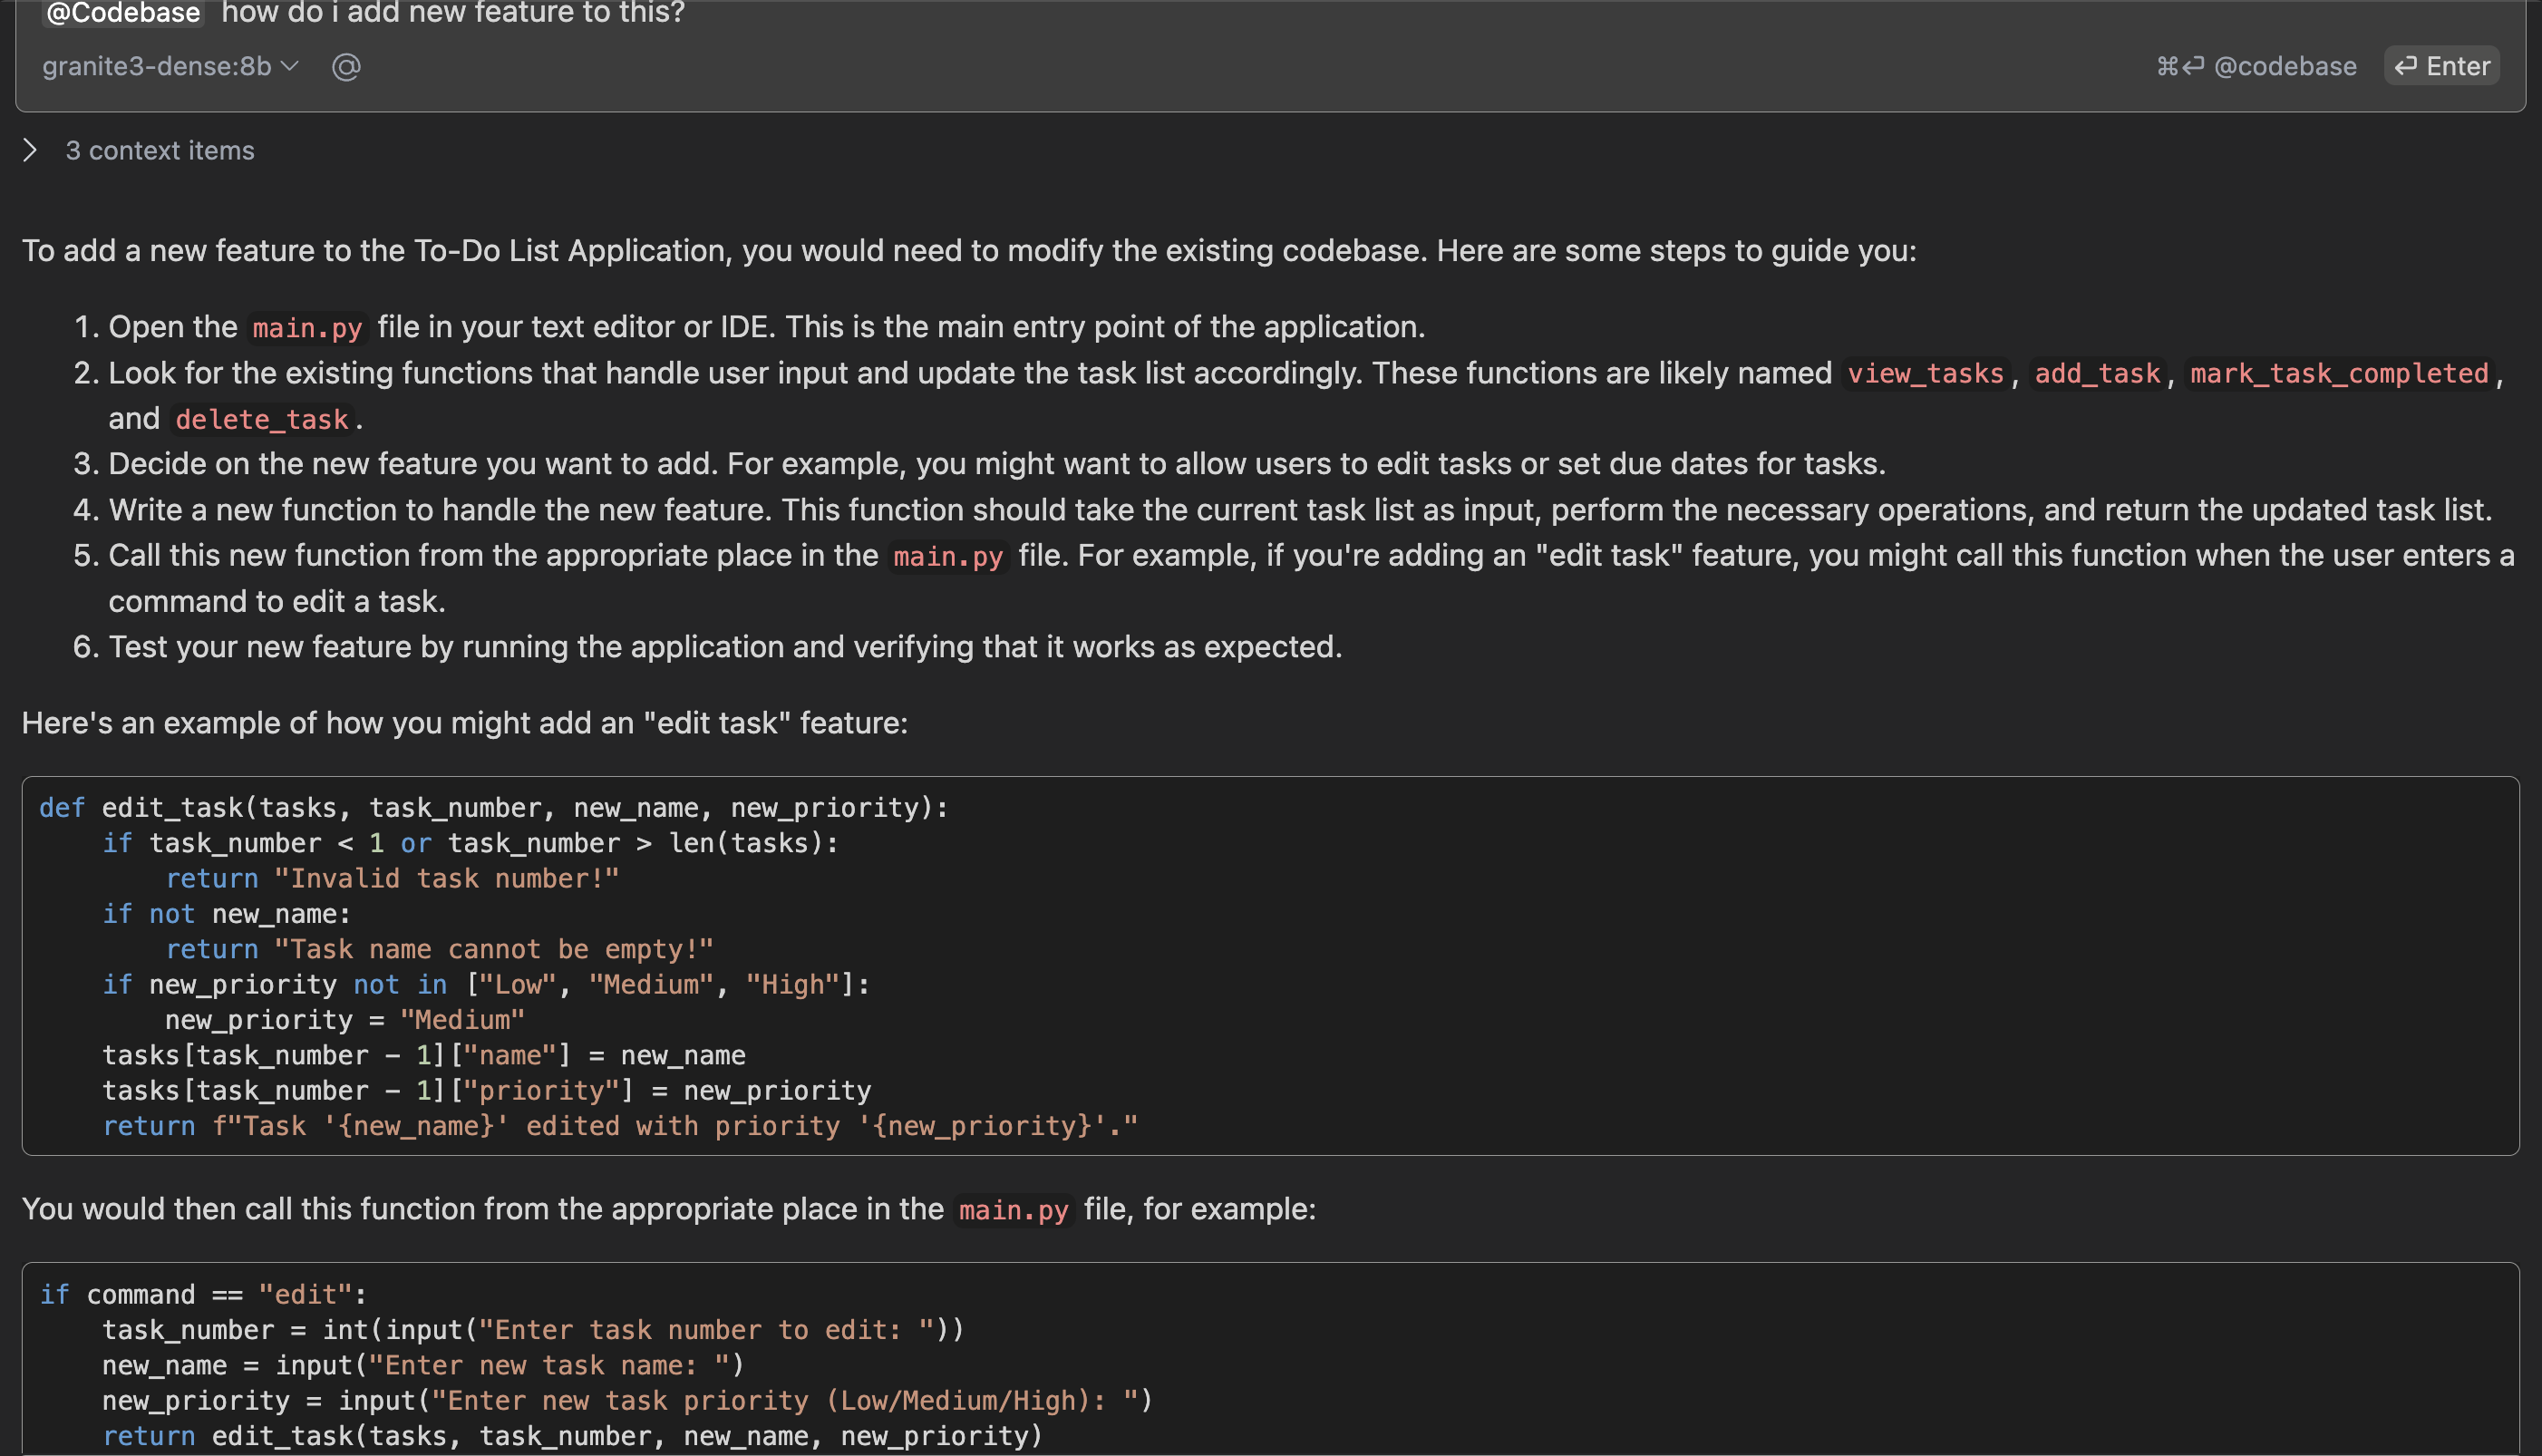 @Codebase how do i add new feature to this?
granite3-dense:8b @ ⌘⏎ @codebase ⏎ Enter
3 context items
To add a new feature to the To-Do List Application, you would need to modify the existing codebase. Here are some steps to guide you:
1. Open the main.py file in your text editor or IDE. This is the main entry point of the application.
2. Look for the existing functions that handle user input and update the task list accordingly. These functions are likely named view_tasks, add_task, mark_task_completed,
and delete_task.
3. Decide on the new feature you want to add. For example, you might want to allow users to edit tasks or set due dates for tasks.
4. Write a new function to handle the new feature. This function should take the current task list as input, perform the necessary operations, and return the updated task list.
5. Call this new function from the appropriate place in the main.py file. For example, if you're adding an "edit task" feature, you might call this function when the user enters a
command to edit a task.
6. Test your new feature by running the application and verifying that it works as expected.
Here's an example of how you might add an "edit task" feature:
def edit_task(tasks, task_number, new_name, new_priority):
    if task_number < 1 or task_number > len(tasks):
        return "Invalid task number!"
    if not new_name:
        return "Task name cannot be empty!"
    if new_priority not in ["Low", "Medium", "High"]:
        new_priority = "Medium"
    tasks[task_number - 1]["name"] = new_name
    tasks[task_number - 1]["priority"] = new_priority
    return f"Task '{new_name}' edited with priority '{new_priority}'."
You would then call this function from the appropriate place in the main.py file, for example:
if command == "edit":
    task_number = int(input("Enter task number to edit: "))
    new_name = input("Enter new task name: ")
    new_priority = input("Enter new task priority (Low/Medium/High): ")
    return edit_task(tasks, task_number, new_name, new_priority)